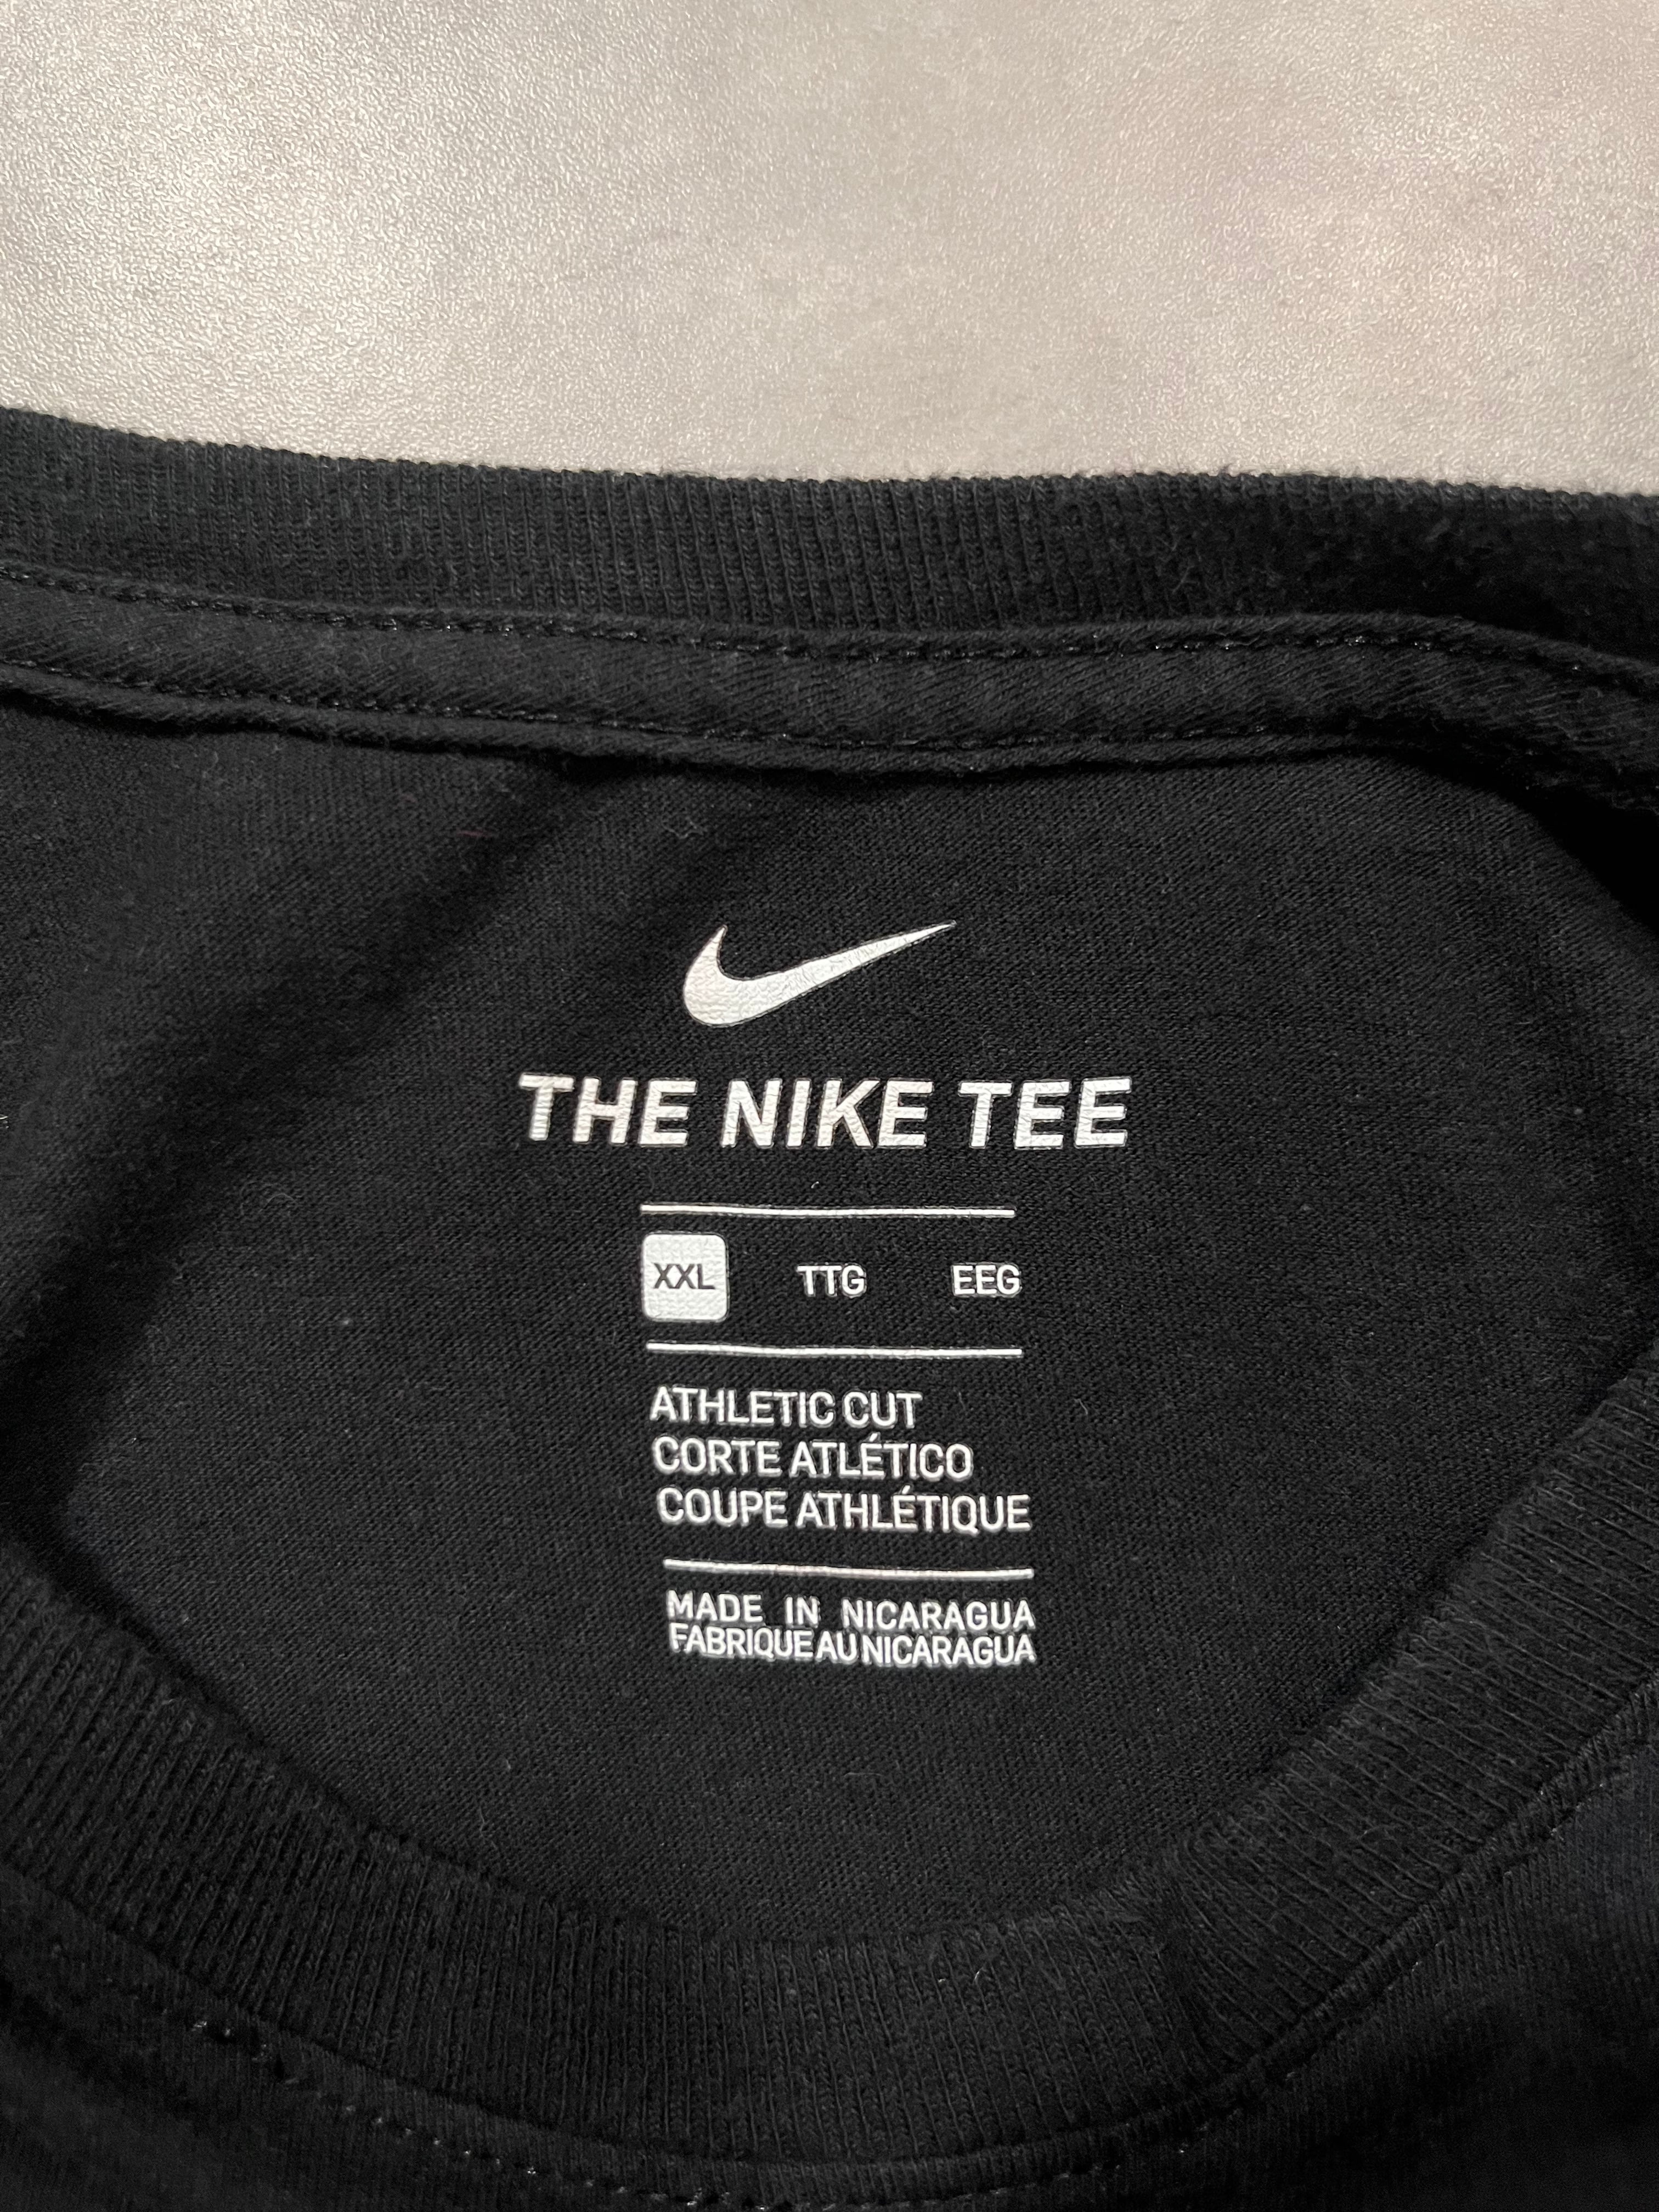 THE NIKE TEE
XXL TTG EEG
ATHLETIC CUT
CORTE ATLÉTICO
COUPE ATHLÉTIQUE
MADE IN NICARAGUA
FABRIQUE AU NICARAGUA